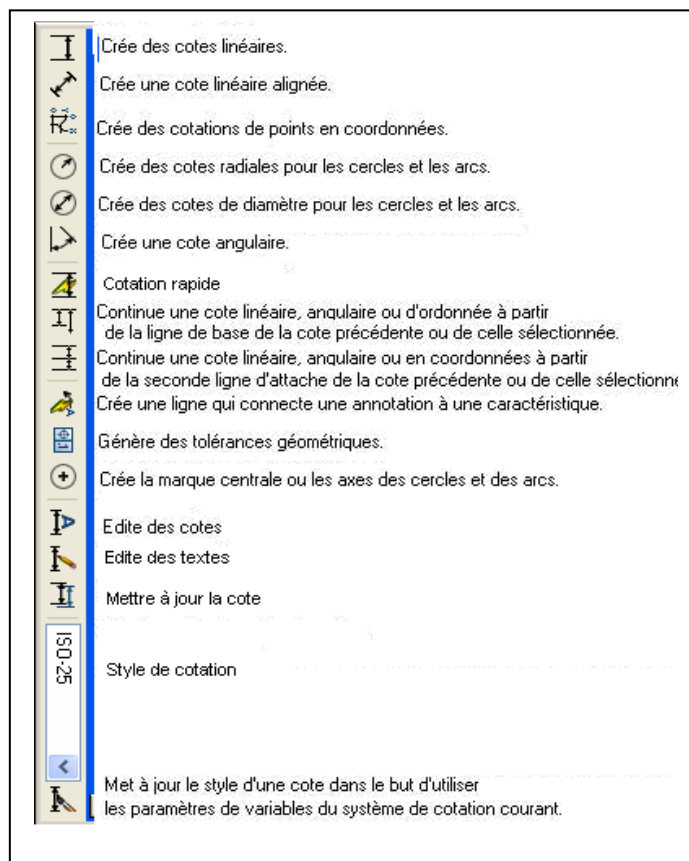 Crée des cotes linéaires.
Crée une cote linéaire alignée.
Crée des cotations de points en coordonnées.
Crée des cotes radiales pour les cercles et les arcs.
Crée des cotes de diamètre pour les cercles et les arcs.
Crée une cote angulaire.
Cotation rapide
Continue une cote linéaire, angulaire ou d'ordonnée à partir
de la ligne de base de la cote précédente ou de celle sélectionnée.
Continue une cote linéaire, angulaire ou en coordonnées à partir
de la seconde ligne d'attache de la cote précédente ou de celle sélectionne
Crée une ligne qui connecte une annotation à une caractéristique.
Génère des tolérances géométriques.
Crée la marque centrale ou les axes des cercles et des arcs.
Edite des cotes
Edite des textes
Mettre à jour la cote
ISO-25
Style de cotation
Met à jour le style d'une cote dans le but d'utiliser
les paramètres de variables du système de cotation courant.